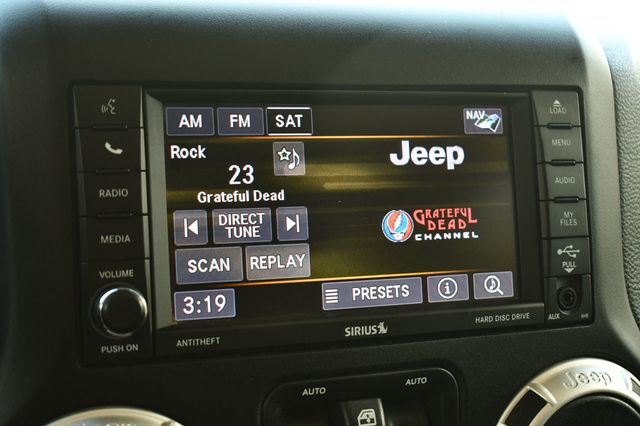 AM FM SAT
NAV
LOAD
MENU
Rock
Jeep
23
Grateful Dead
RADIO
AUDIO
DIRECT
TUNE
GRATEFUL
DEAD
CHANNEL
MY
FILES
MEDIA
SCAN REPLAY
PULL
VOLUME
3:19
PRESETS
PUSH ON
ANTITHEFT
SIRIUS
HARD DISC DRIVE
AUX
AUTO
AUTO
Jeep